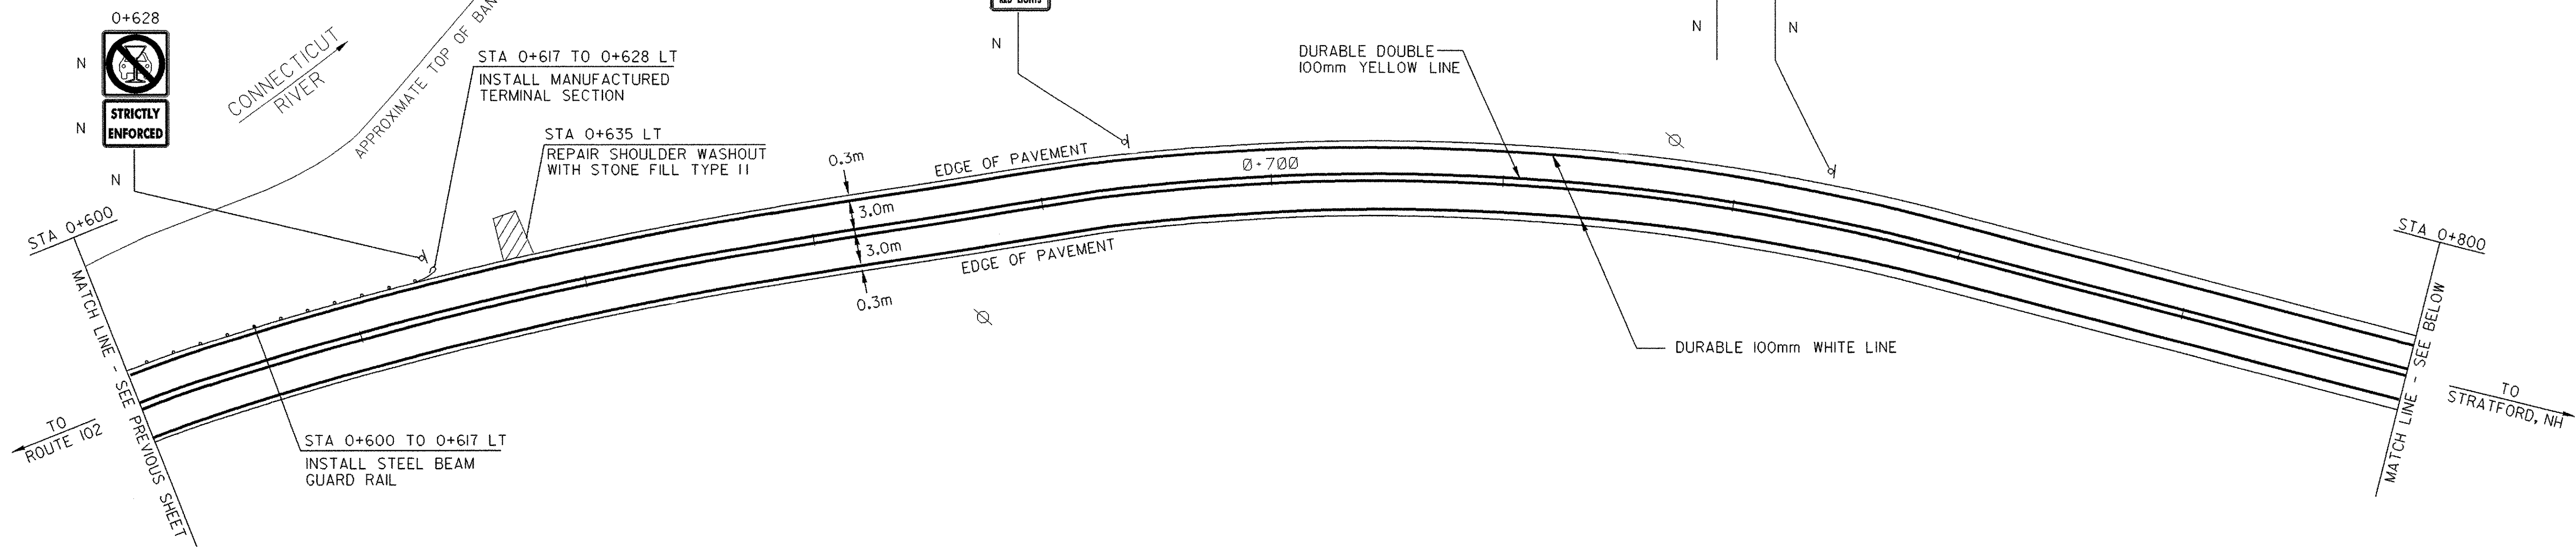 0+628
N
STRICTLY
ENFORCED
N
N
CONNECTICUT
RIVER
APPROXIMATE TOP OF BAN
STA 0+617 TO 0+628 LT
INSTALL MANUFACTURED
TERMINAL SECTION
STA 0+635 LT
REPAIR SHOULDER WASHOUT
WITH STONE FILL TYPE II
N
DURABLE DOUBLE
100mm YELLOW LINE
N
N
STA 0+600
MATCH LINE - SEE PREVIOUS SHEET
TO
ROUTE 102
STA 0+600 TO 0+617 LT
INSTALL STEEL BEAM
GUARD RAIL
0.3m
3.0m
3.0m
0.3m
EDGE OF PAVEMENT
EDGE OF PAVEMENT
0+700
DURABLE 100mm WHITE LINE
STA 0+800
MATCH LINE - SEE BELOW
TO
STRATFORD, NH